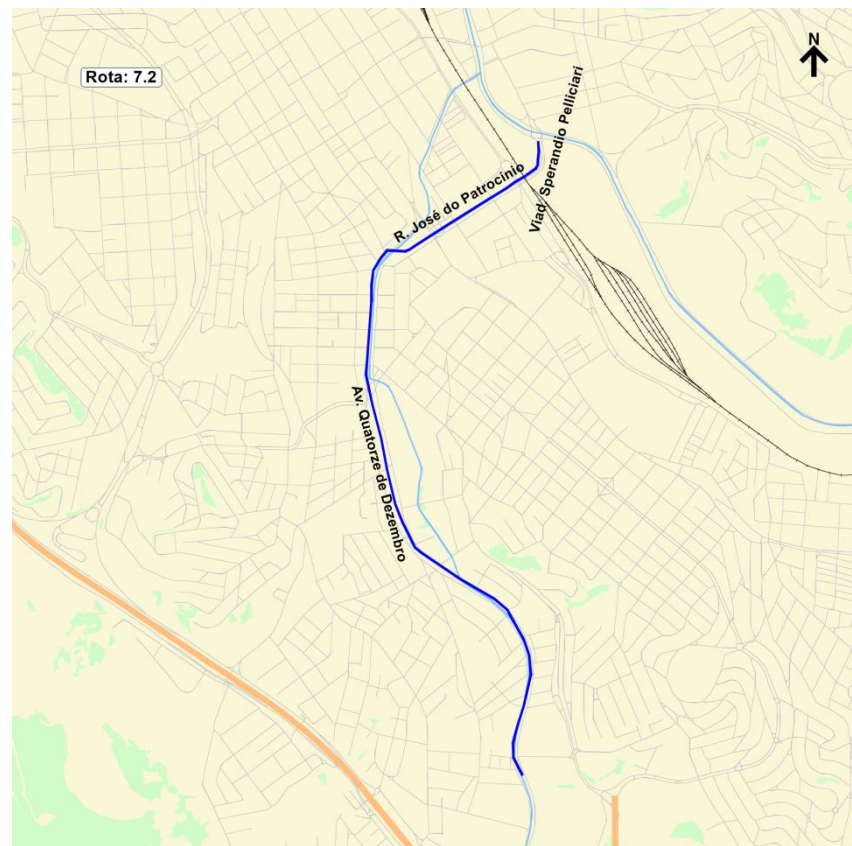 N
Rota: 7.2
Viad. Sperandio Pelliciari
R. José do Patrocínio
Av. Quatorze de Dezembro